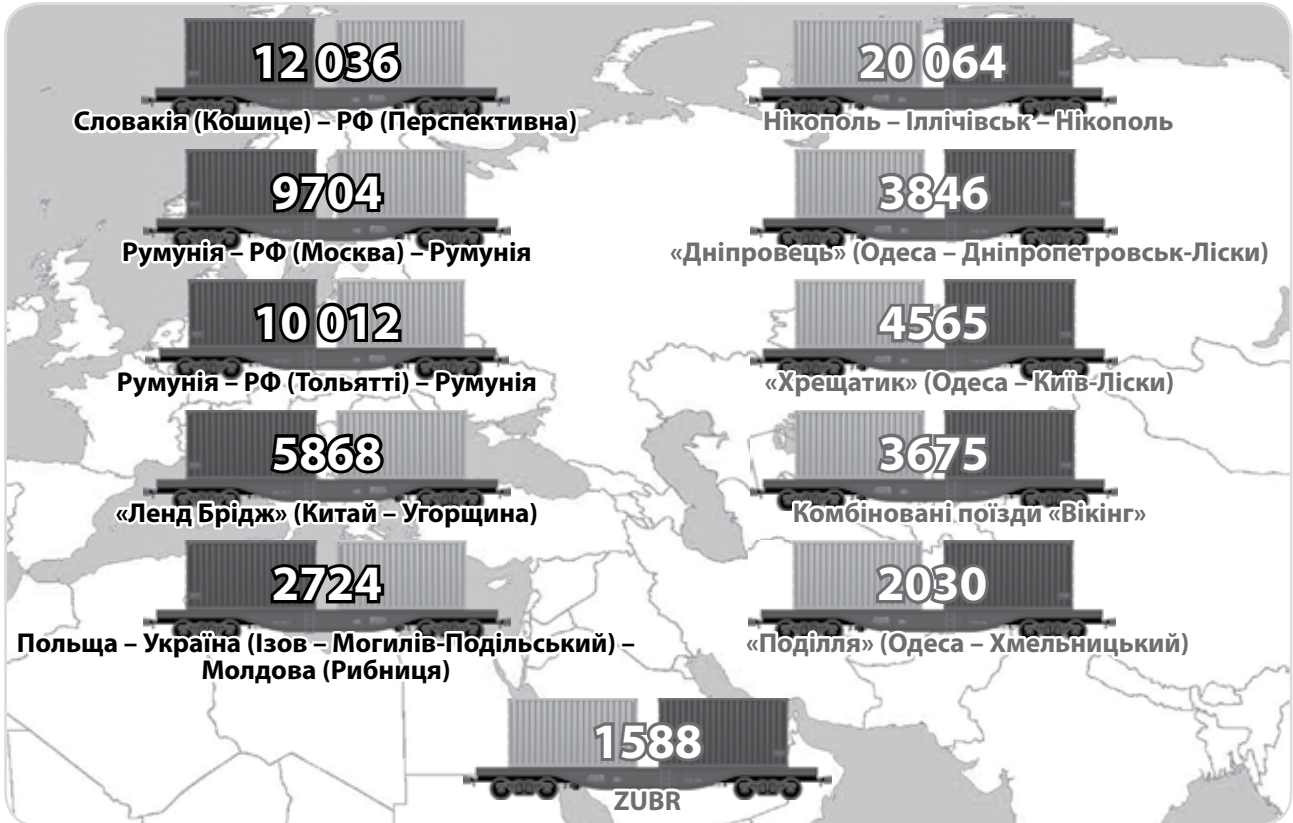 12 036
Словакія (Кошице) – РФ (Перспективна)
9704
Румунія – РФ (Москва) – Румунія
10 012
Румунія – РФ (Тольятті) – Румунія
5868
«Ленд Брідж» (Китай – Угорщина)
2724
Польща – Україна (Ізов – Могилів-Подільський) –
Молдова (Рибниця)
20 064
Нікополь – Іллічівськ – Нікополь
3846
«Дніпровець» (Одеса – Дніпропетровськ-Ліски)
4565
«Хрещатик» (Одеса – Київ-Ліски)
3675
Комбіновані поїзди «Вікінг»
2030
«Поділля» (Одеса – Хмельницький)
1588
ZUBR